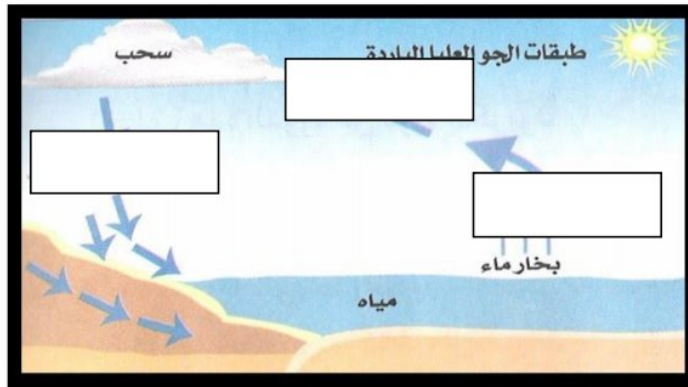 طبقات الجو العليا الباردة
سحب
بخار ماء
مياه